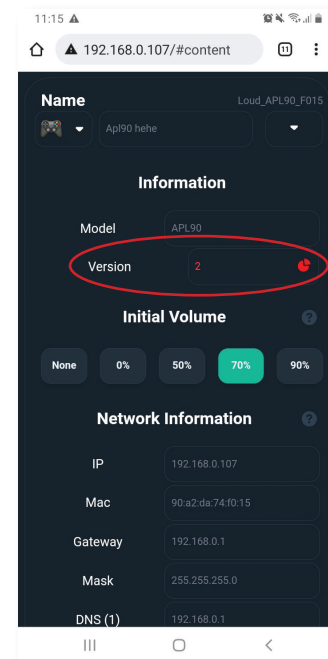 11:15
192.168.0.107/#content 11
Name Loud_APL90_F015
Apl90 hehe
Information
Model APL90
Version 2
Initial Volume ?
None 0% 50% 70% 90%
Network Information ?
IP 192.168.0.107
Mac 90:a2:da:74:f0:15
Gateway 192.168.0.1
Mask 255.255.255.0
DNS (1) 192.168.0.1